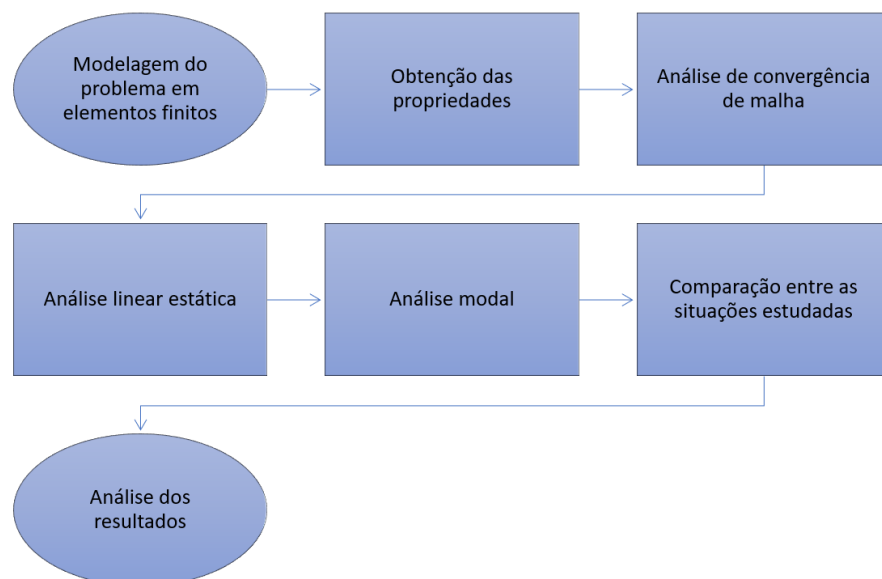 Modelagem do
problema em
elementos finitos
Obtenção das
propriedades
Análise de convergência
de malha
Análise linear estática
Análise modal
Comparação entre as
situações estudadas
Análise dos
resultados